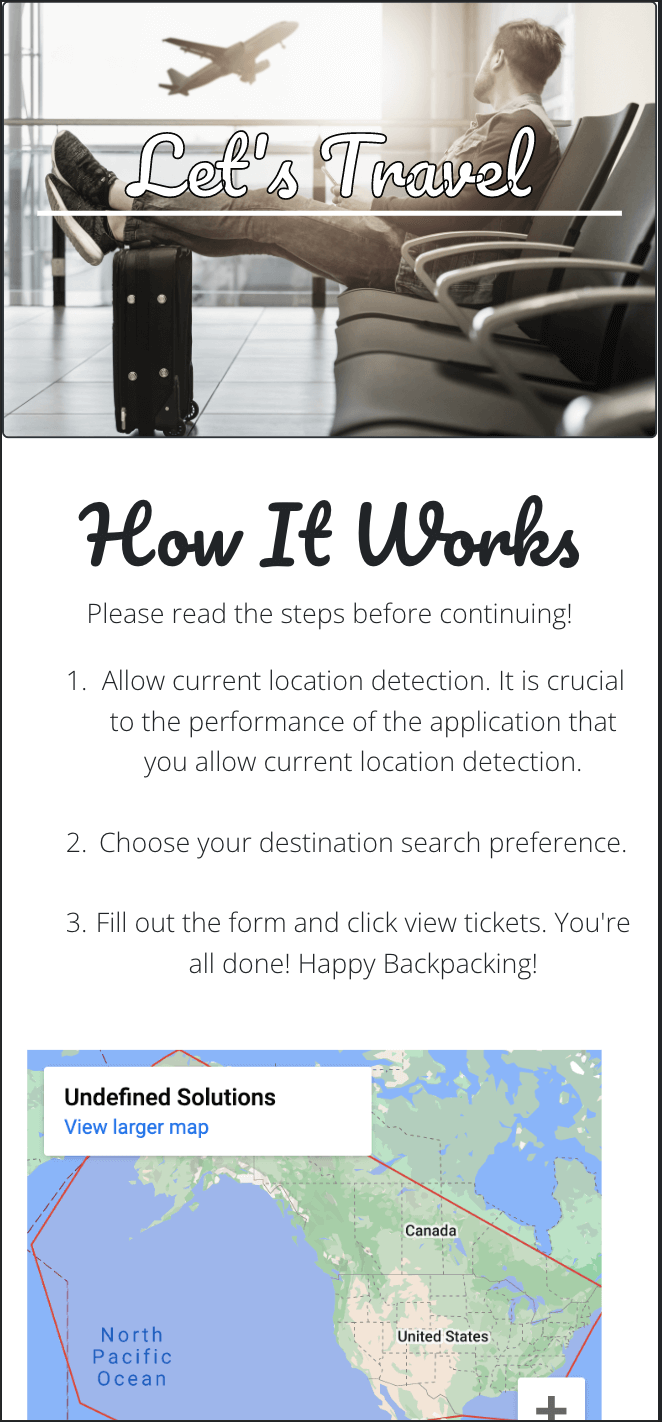 Let's Travel
How It Works
Please read the steps before continuing!
1. Allow current location detection. It is crucial
to the performance of the application that
you allow current location detection.
2. Choose your destination search preference.
3. Fill out the form and click view tickets. You're
all done! Happy Backpacking!
Undefined Solutions
View larger map
Canada
United States
North
Pacific
Ocean
+